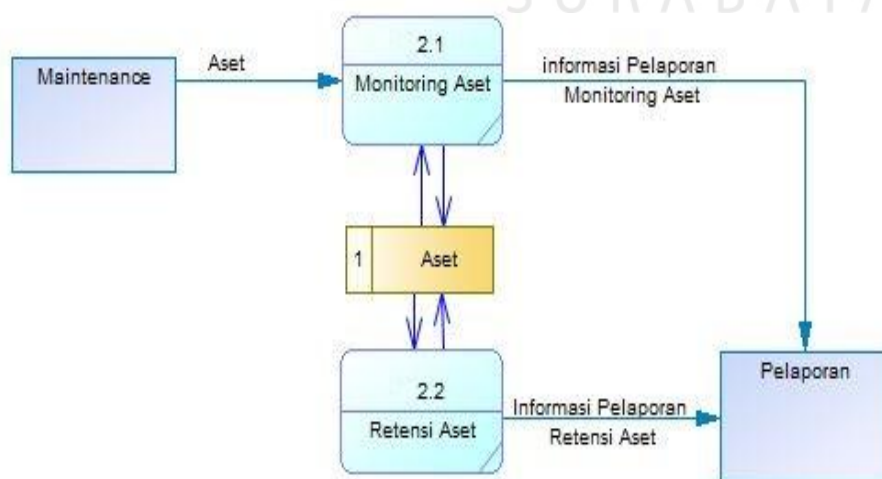 SURABAYA
2.1
Maintenance
Aset
Monitoring Aset
informasi Pelaporan
Monitoring Aset
1
Aset
2.2
Retensi Aset
Informasi Pelaporan
Retensi Aset
Pelaporan